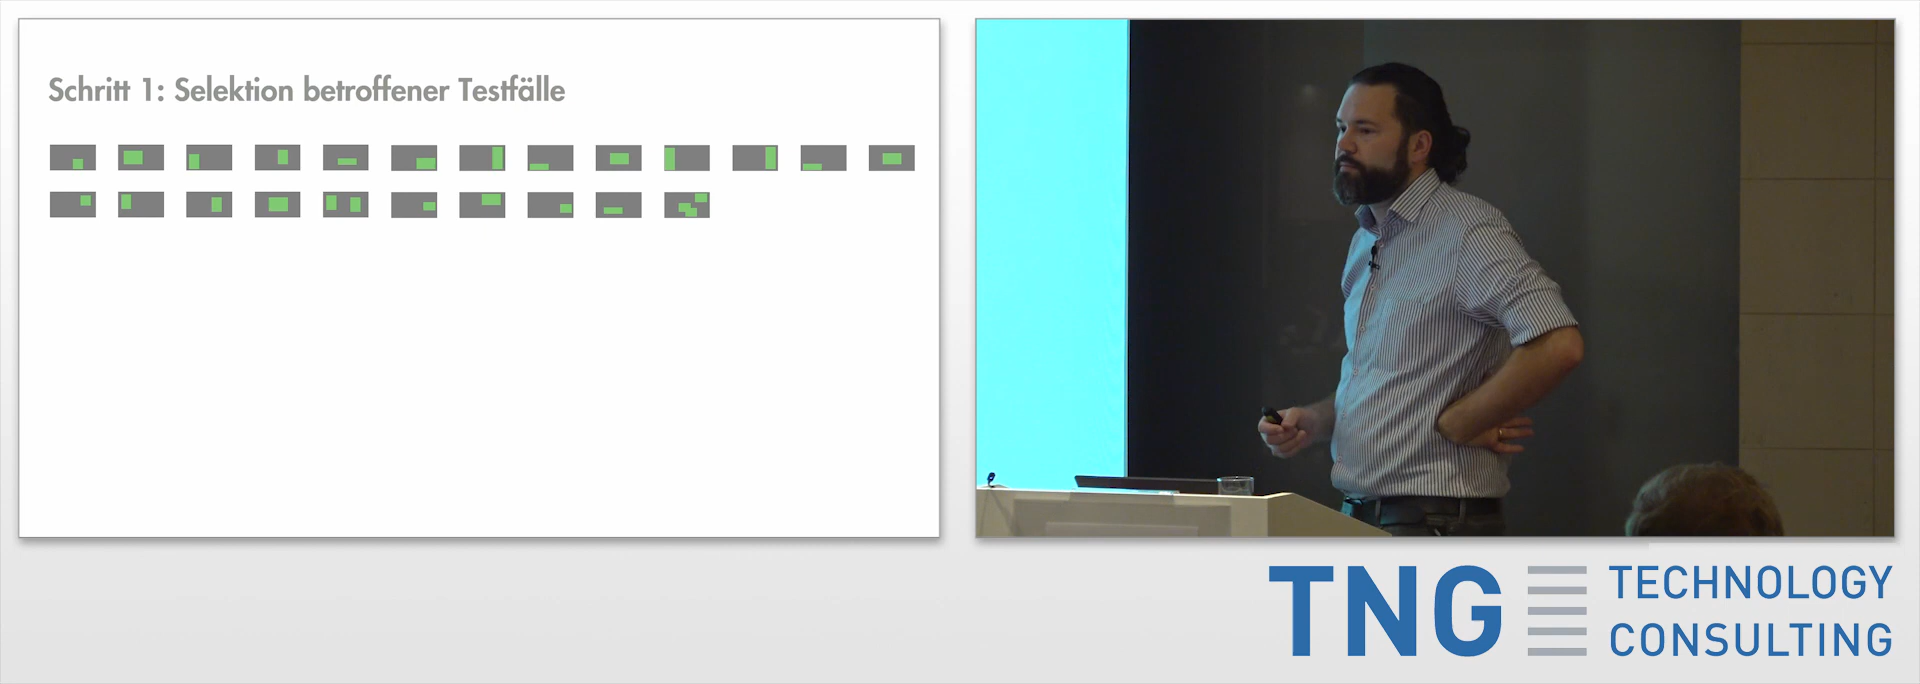 Schritt 1: Selektion betroffener Testfälle
TNG TECHNOLOGY
CONSULTING